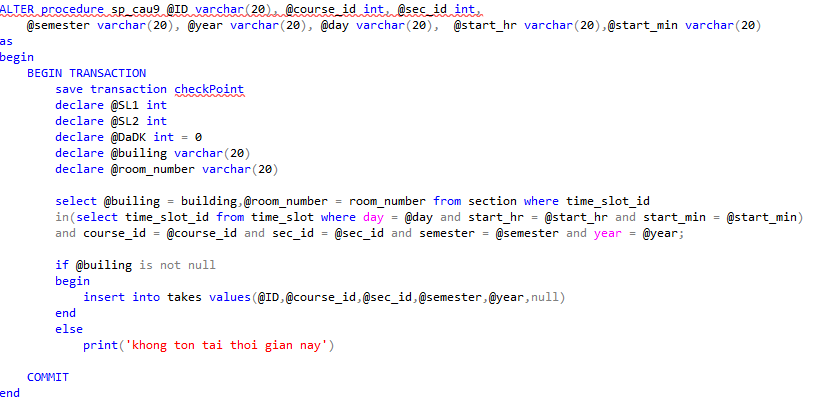 ALTER procedure sp_cau9 @ID varchar(20), @course_id int, @sec_id int,
@semester varchar(20), @year varchar(20), @day varchar(20), @start_hr varchar(20),@start_min varchar(20)
as
begin
BEGIN TRANSACTION
save transaction checkPoint
declare @SL1 int
declare @SL2 int
declare @DaDK int = 0
declare @builing varchar(20)
declare @room_number varchar(20)
select @builing = building,@room_number = room_number from section where time_slot_id
in(select time_slot_id from time_slot where day = @day and start_hr = @start_hr and start_min = @start_min)
and course_id = @course_id and sec_id = @sec_id and semester = @semester and year = @year;
if @builing is not null
begin
insert into takes values(@ID,@course_id,@sec_id,@semester,@year,null)
end
else
print('khong ton tai thoi gian nay')
COMMIT
end